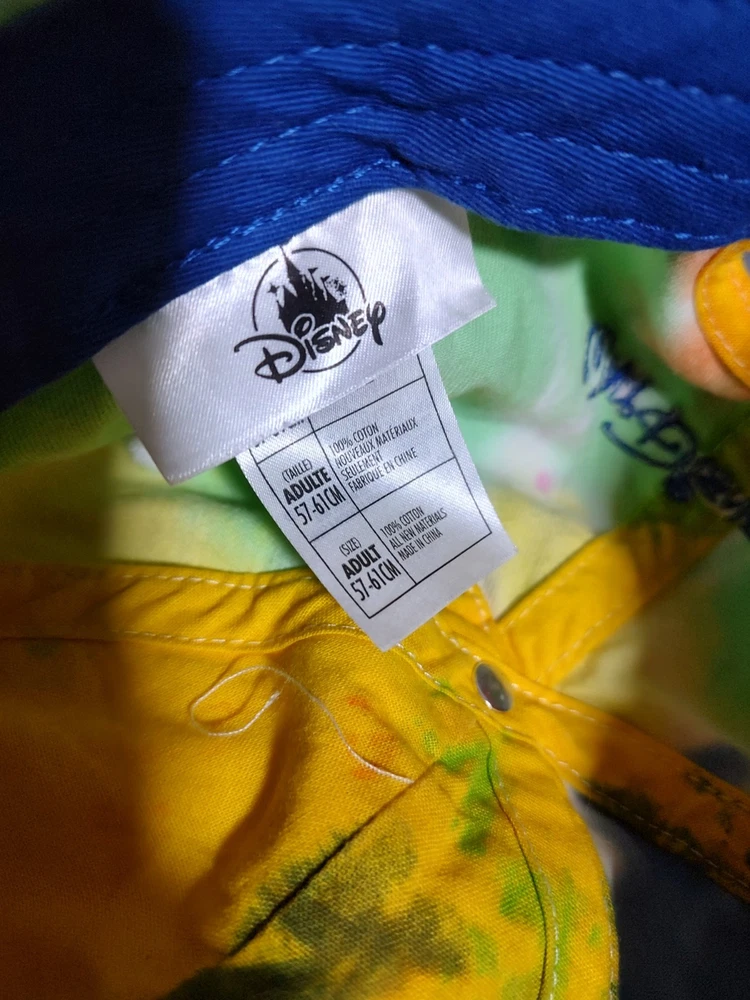 Disney
(TAILLE)
ADULTE
57-61CM
100% COTON
NOUVEAUX MATÉRIAUX
SEULEMENT
FABRIQUÉ EN CHINE
(SIZE)
ADULT
57-61CM
100% COTTON
ALL NEW MATERIALS
MADE IN CHINA